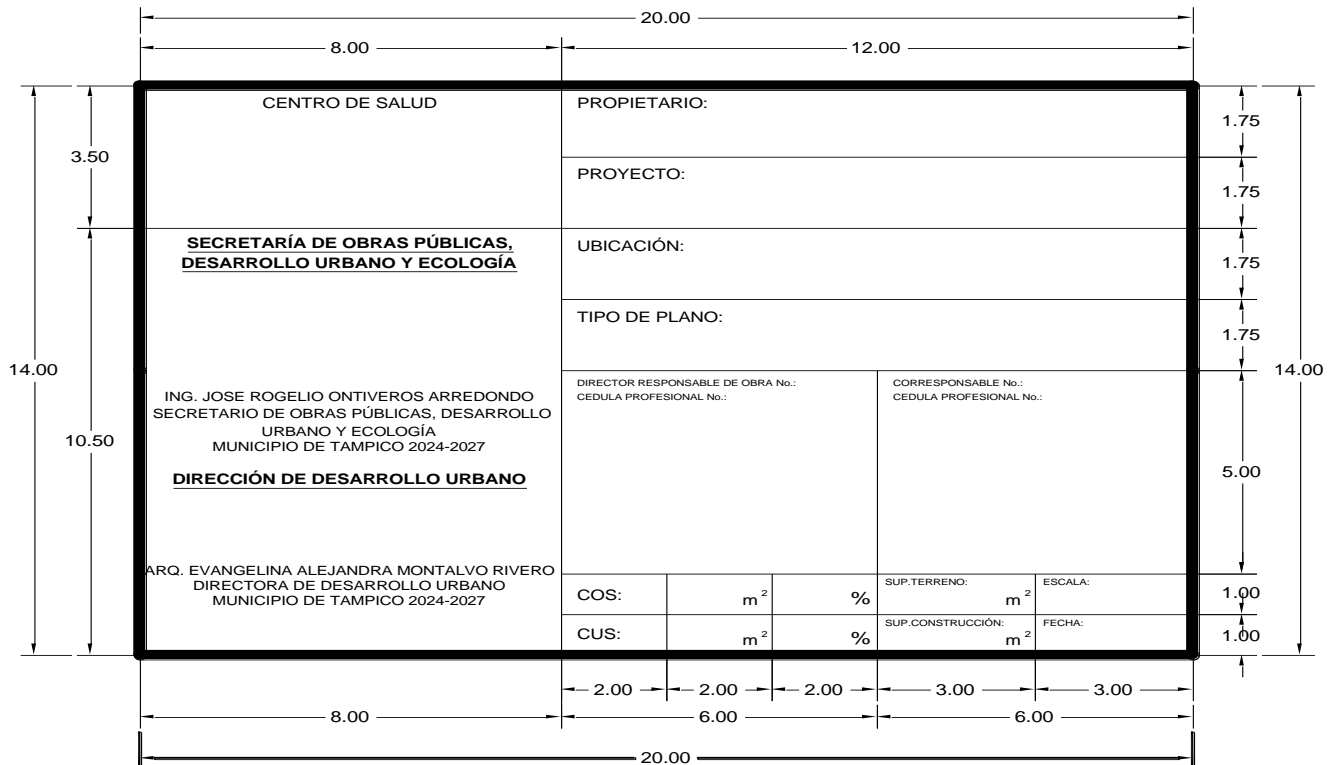 20.00
8.00
12.00
CENTRO DE SALUD
PROPIETARIO:
1.75
3.50
PROYECTO:
1.75
SECRETARÍA DE OBRAS PÚBLICAS,
DESARROLLO URBANO Y ECOLOGÍA
UBICACIÓN:
1.75
TIPO DE PLANO:
1.75
14.00
14.00
10.50
ING. JOSE ROGELIO ONTIVEROS ARREDONDO
SECRETARIO DE OBRAS PÚBLICAS, DESARROLLO
URBANO Y ECOLOGÍA
MUNICIPIO DE TAMPICO 2024-2027
DIRECCIÓN DE DESARROLLO URBANO
ARQ. EVANGELINA ALEJANDRA MONTALVO RIVERO
DIRECTORA DE DESARROLLO URBANO
MUNICIPIO DE TAMPICO 2024-2027
DIRECTOR RESPONSABLE DE OBRA No.:
CEDULA PROFESIONAL No.:
CORRESPONSABLE No.:
CEDULA PROFESIONAL No.:
5.00
COS: m² %
SUP.TERRENO: m²
ESCALA:
1.00
CUS: m² %
SUP.CONSTRUCCIÓN: m²
FECHA:
1.00
2.00 2.00 2.00 3.00 3.00
8.00 6.00 6.00
20.00